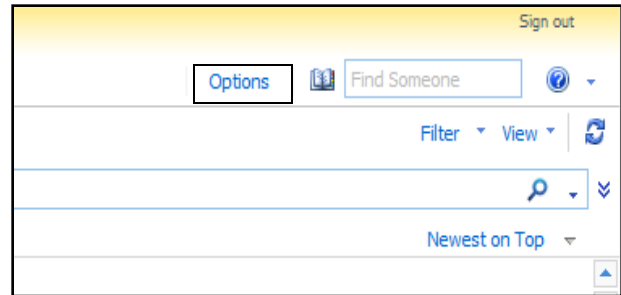 Sign out
Options Find Someone
Filter View
Newest on Top